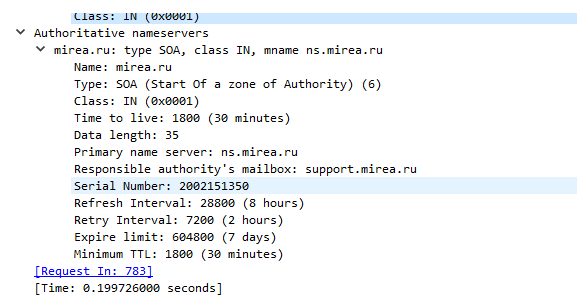 Class: IN (0x0001)
Authoritative nameservers
mirea.ru: type SOA, class IN, mname ns.mirea.ru
Name: mirea.ru
Type: SOA (Start Of a zone of Authority) (6)
Class: IN (0x0001)
Time to live: 1800 (30 minutes)
Data length: 35
Primary name server: ns.mirea.ru
Responsible authority's mailbox: support.mirea.ru
Serial Number: 2002151350
Refresh Interval: 28800 (8 hours)
Retry Interval: 7200 (2 hours)
Expire limit: 604800 (7 days)
Minimum TTL: 1800 (30 minutes)
[Request In: 783]
[Time: 0.199726000 seconds]